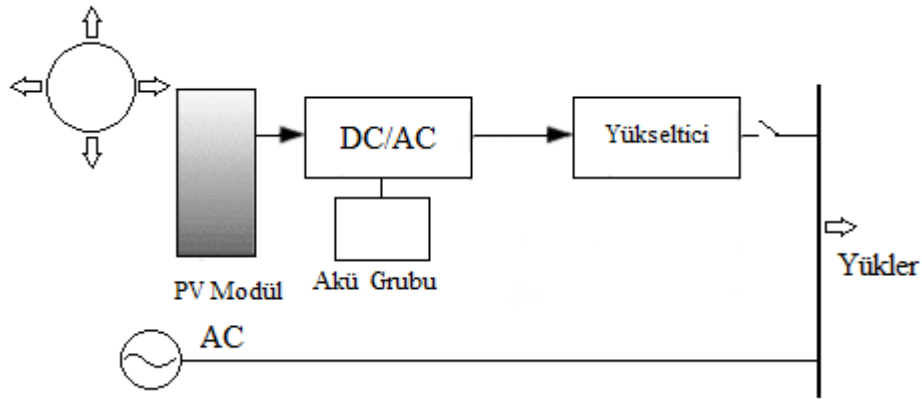 DC/AC
Yükseltici
Akü Grubu
PV Modül
Yükler
AC